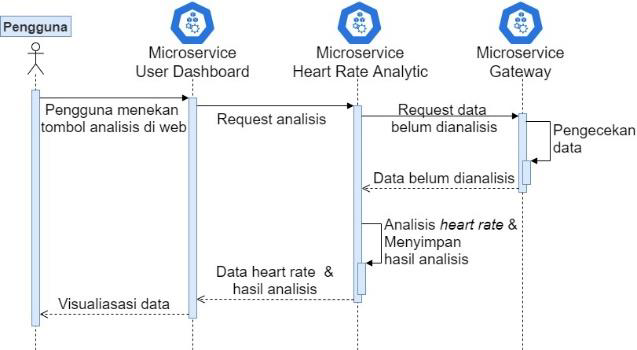 Pengguna
Microservice
User Dashboard
Microservice
Heart Rate Analytic
Microservice
Gateway
Pengguna menekan
tombol analisis di web
Request analisis
Request data
belum dianalisis
Pengecekan
data
Data belum dianalisis
Analisis heart rate &
Menyimpan
hasil analisis
Data heart rate &
hasil analisis
Visualiasasi data